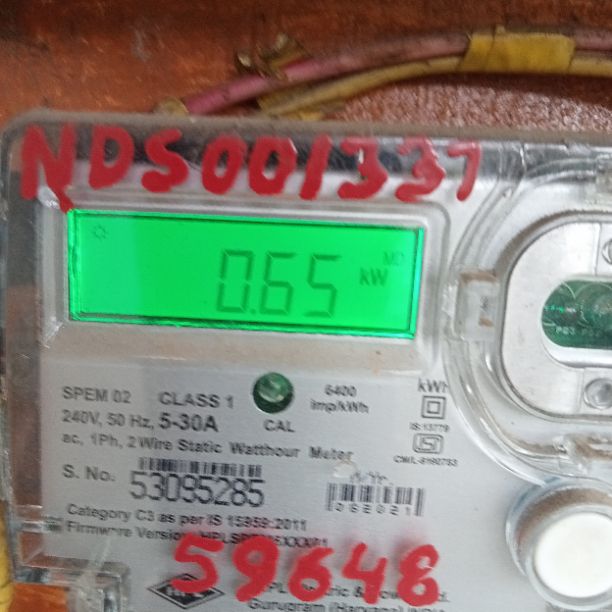 NDS001337
MD
0.65 kW
SPEM 02 CLASS 1
6400 imp/kWh
kWh
240V, 50 Hz, 5-30A
CAL
IS:13779
ac, 1Ph, 2 Wire Static Watthour Meter
S. No. 53095285
Category C3 as per IS 15959:2011
Firmware Version
59648
Gurugram